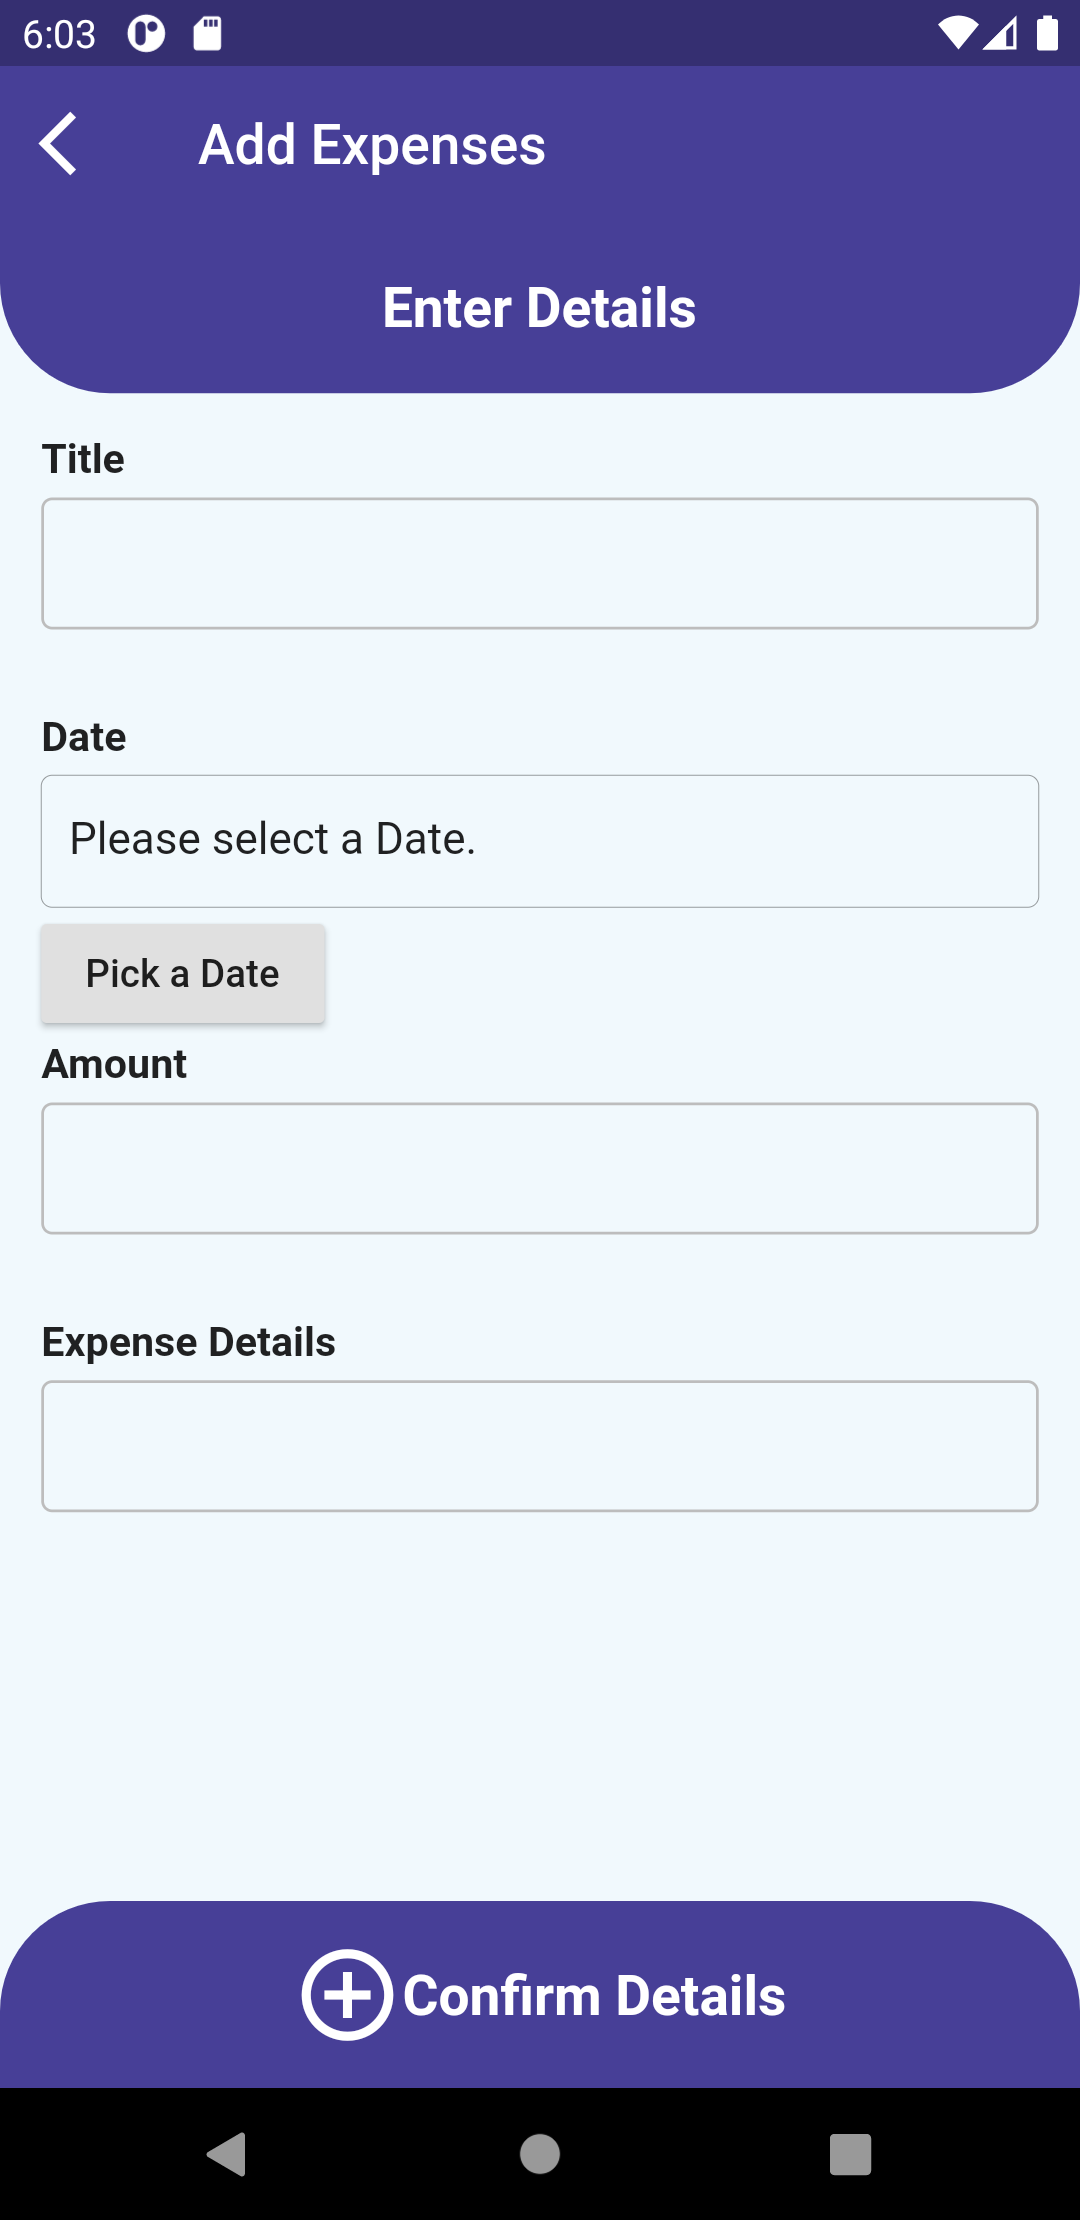 6:03
Add Expenses
Enter Details
Title
Date
Please select a Date.
Pick a Date
Amount
Expense Details
Confirm Details